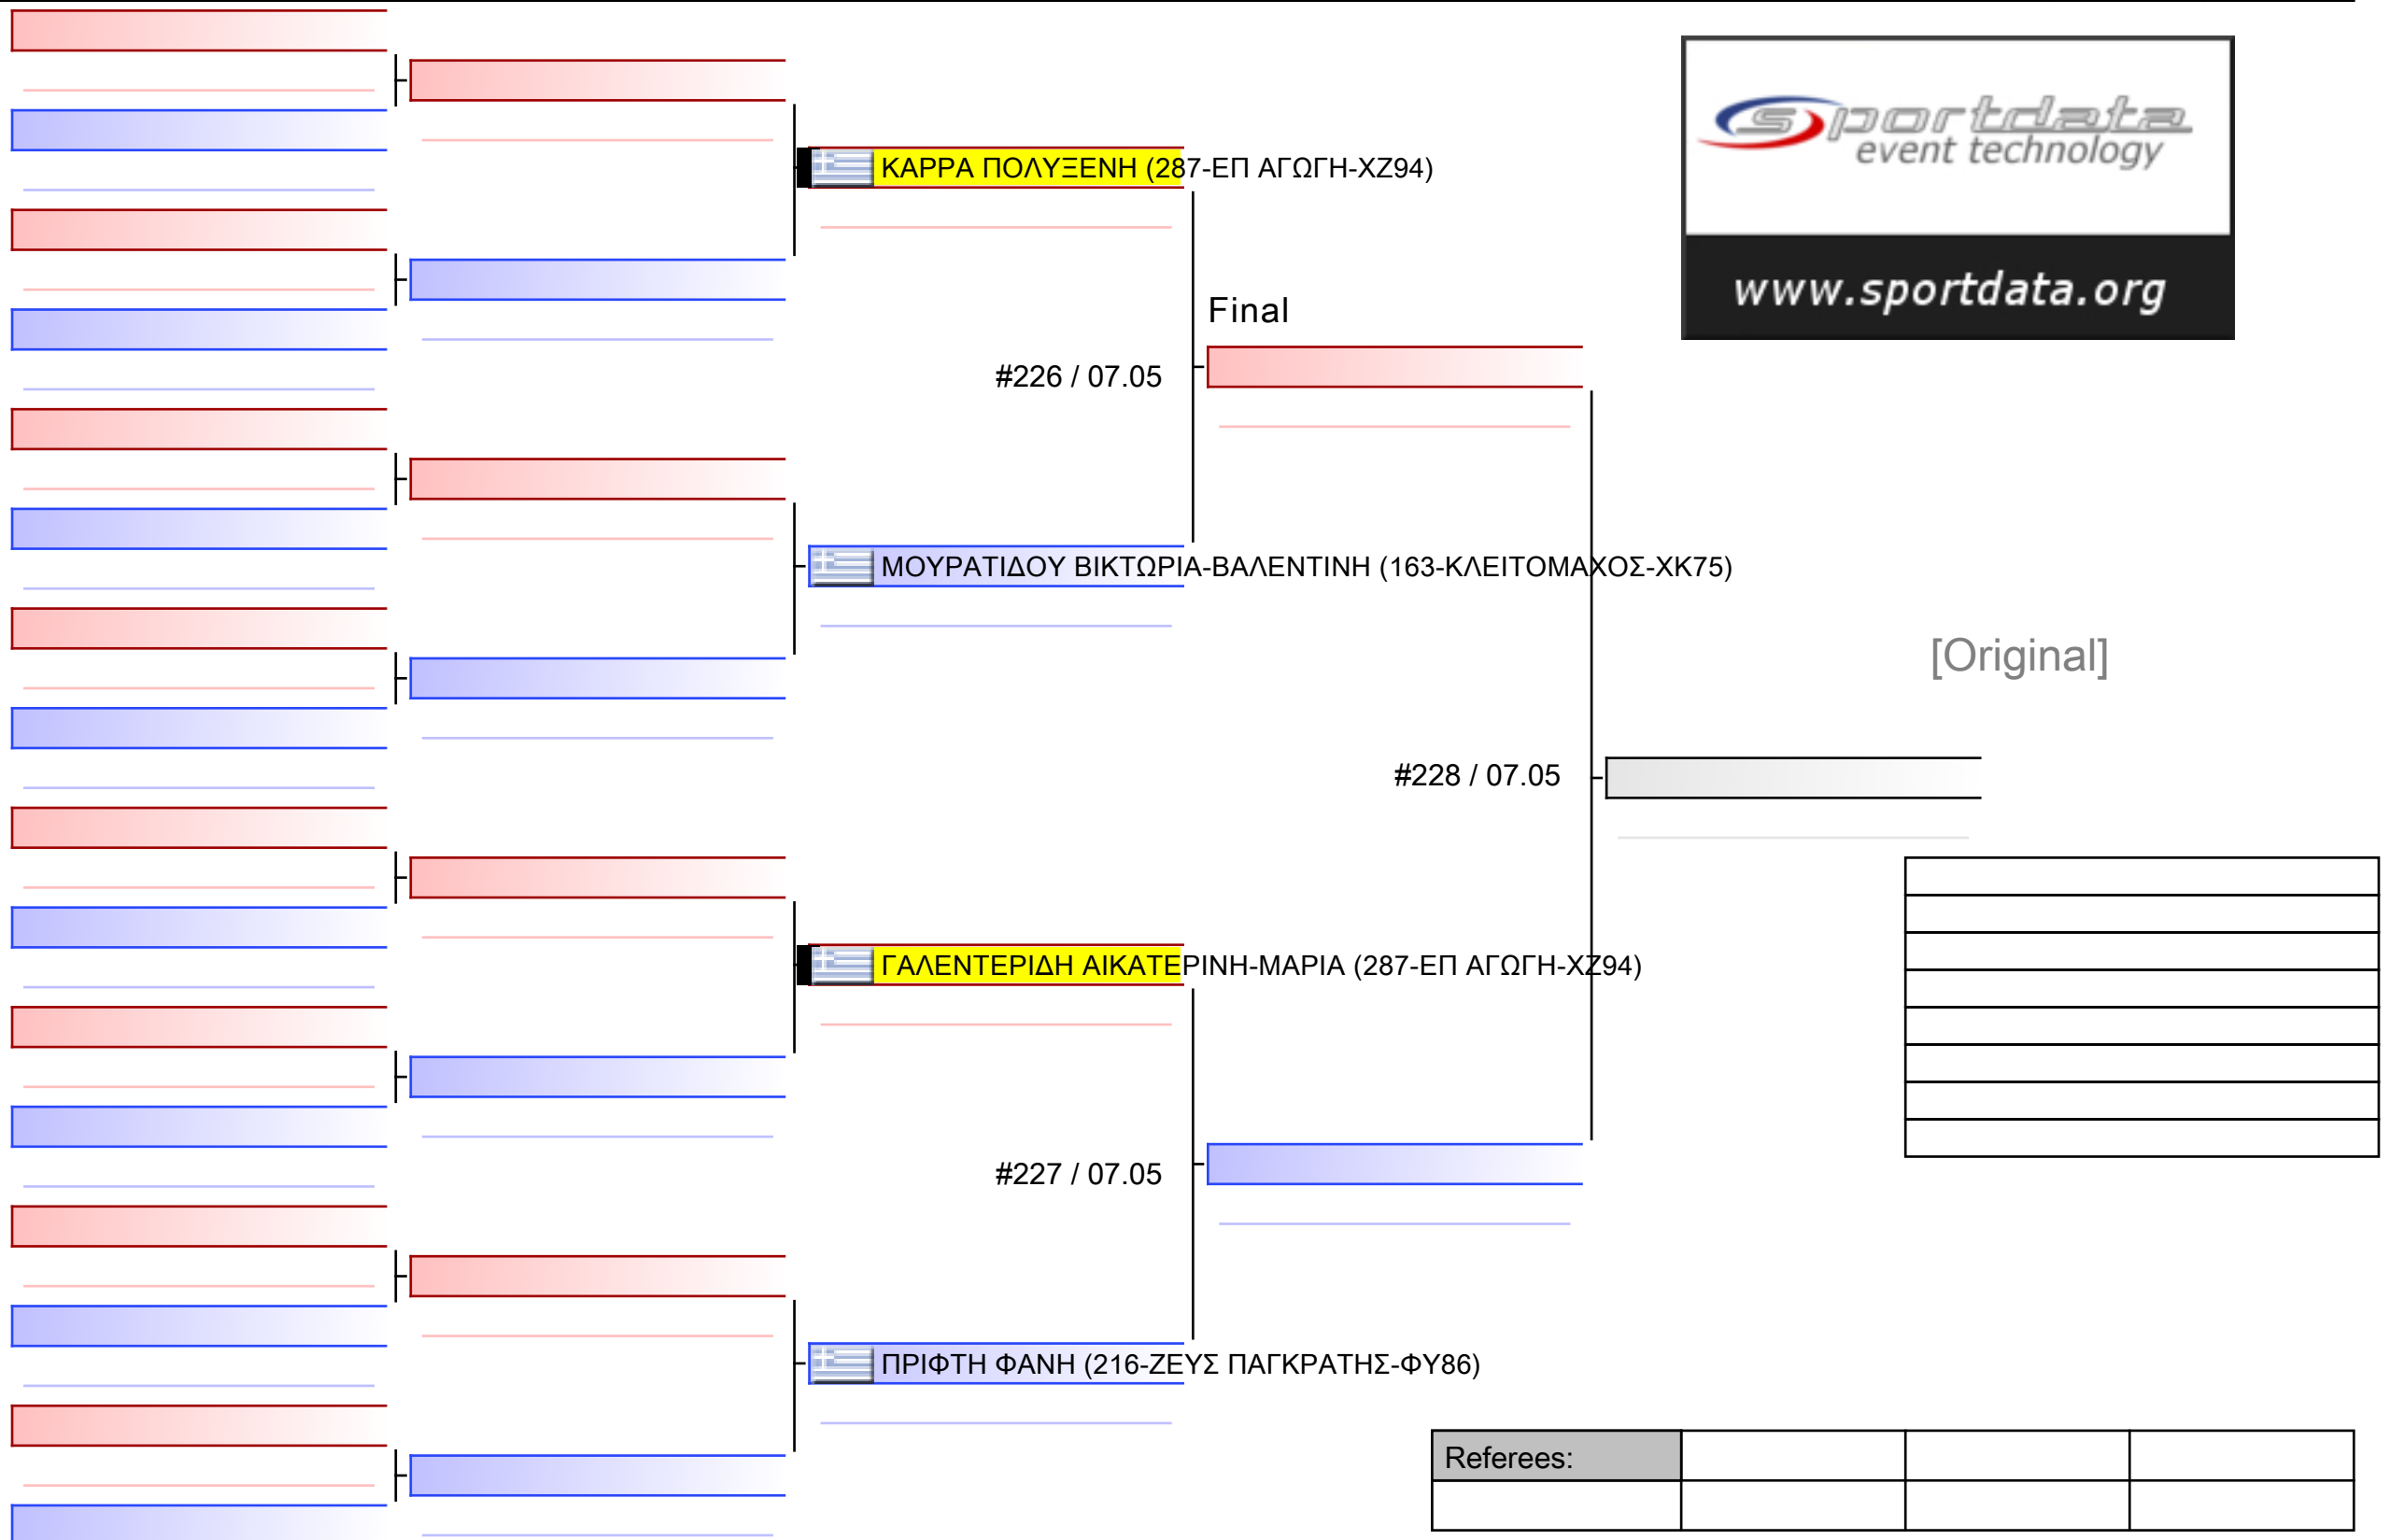 sportdata
event technology
www.sportdata.org
ΚΑΡΡΑ ΠΟΛΥΞΕΝΗ (287-ΕΠ ΑΓΩΓΗ-ΧΖ94)
Final
#226 / 07.05
ΜΟΥΡΑΤΙΔΟΥ ΒΙΚΤΩΡΙΑ-ΒΑΛΕΝΤΙΝΗ (163-ΚΛΕΙΤΟΜΑΧΟΣ-ΧΚ75)
[Original]
#228 / 07.05
ΓΑΛΕΝΤΕΡΙΔΗ ΑΙΚΑΤΕΡΙΝΗ-ΜΑΡΙΑ (287-ΕΠ ΑΓΩΓΗ-ΧΖ94)
#227 / 07.05
ΠΡΙΦΤΗ ΦΑΝΗ (216-ΖΕΥΣ ΠΑΓΚΡΑΤΗΣ-ΦΥ86)
Referees: